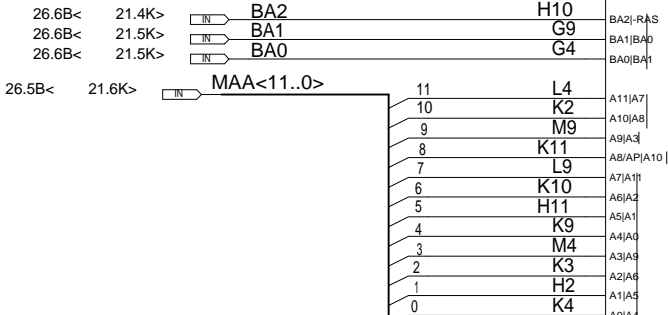 26.6B< 21.4K> IN BA2 H10 BA2|-RAS
26.6B< 21.5K> IN BA1 G9 BA1|BA0
26.6B< 21.5K> IN BA0 G4 BA0|BA1
26.5B< 21.6K> IN MAA<11..0>
11 L4 A11|A7
10 K2 A10|A8
9 M9 A9|A3
8 K11 A8/AP|A10
7 L9 A7|A11
6 K10 A6|A2
5 H11 A5|A1
4 K9 A4|A0
3 M4 A3|A9
2 K3 A2|A6
1 H2 A1|A5
0 K4 A0|A4